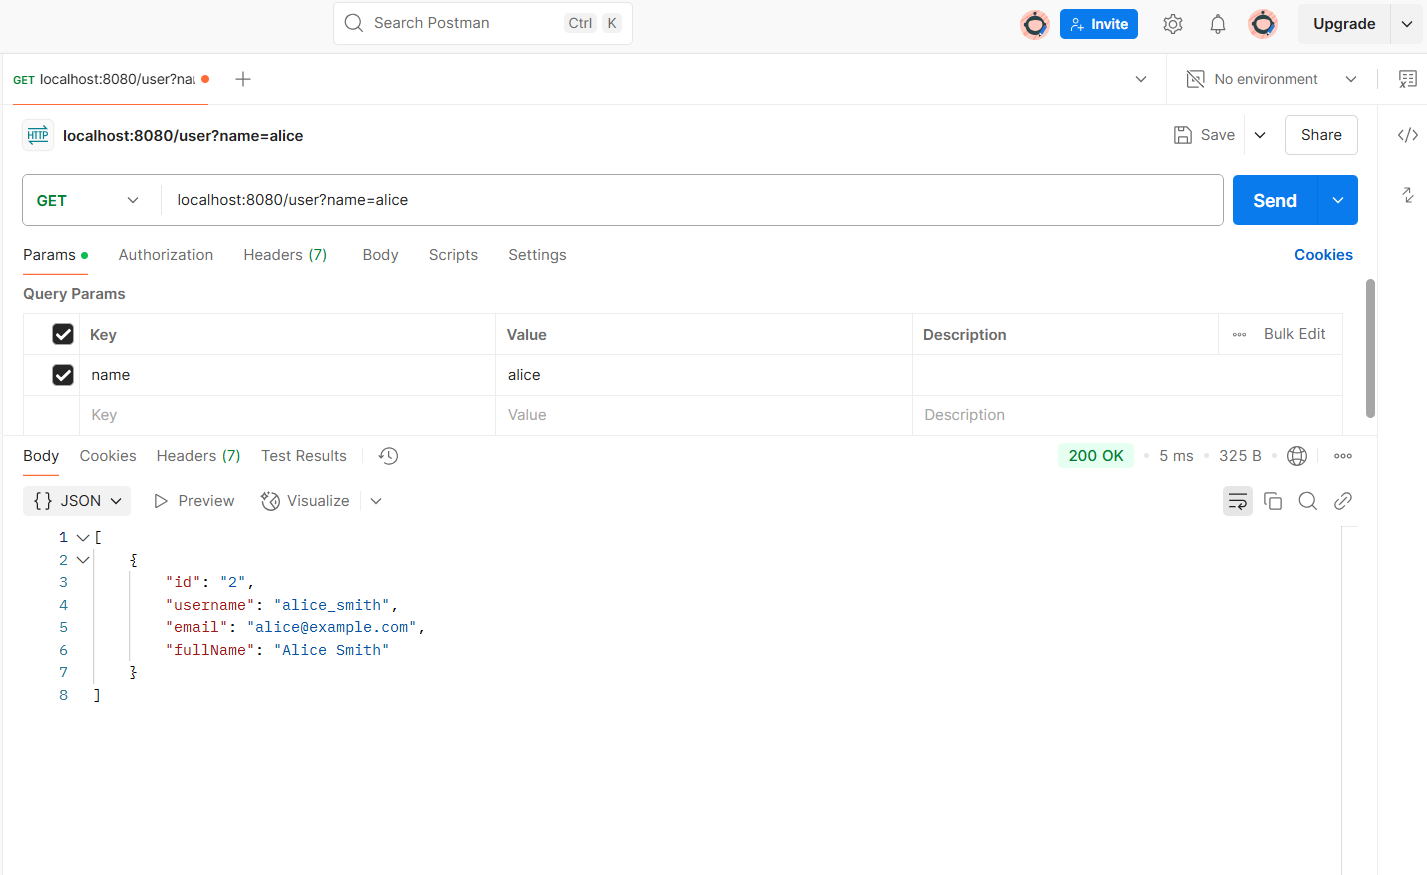 Search Postman Ctrl K Invite Upgrade
GET localhost:8080/user?na No environment
HTTP localhost:8080/user?name=alice Save Share
GET localhost:8080/user?name=alice Send
Params Authorization Headers (7) Body Scripts Settings Cookies
Query Params
Key Value Description Bulk Edit
name alice
Key Value Description
Body Cookies Headers (7) Test Results 200 OK 5 ms 325 B
{} JSON Preview Visualize
1 [
2 {
3 "id": "2",
4 "username": "alice_smith",
5 "email": "alice@example.com",
6 "fullName": "Alice Smith"
7 }
8 ]